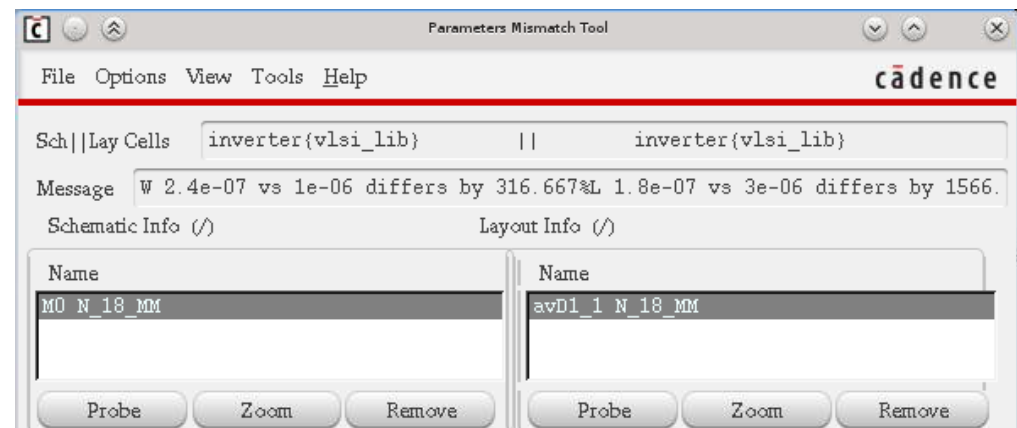 Parameters Mismatch Tool
File Options View Tools Help
cādence
Sch||Lay Cells inverter{vlsi_lib} || inverter{vlsi_lib}
Message W 2.4e-07 vs 1e-06 differs by 316.667%L 1.8e-07 vs 3e-06 differs by 1566.
Schematic Info (/) Layout Info (/)
Name Name
M0 N_18_MM avD1_1 N_18_MM
Probe Zoom Remove Probe Zoom Remove